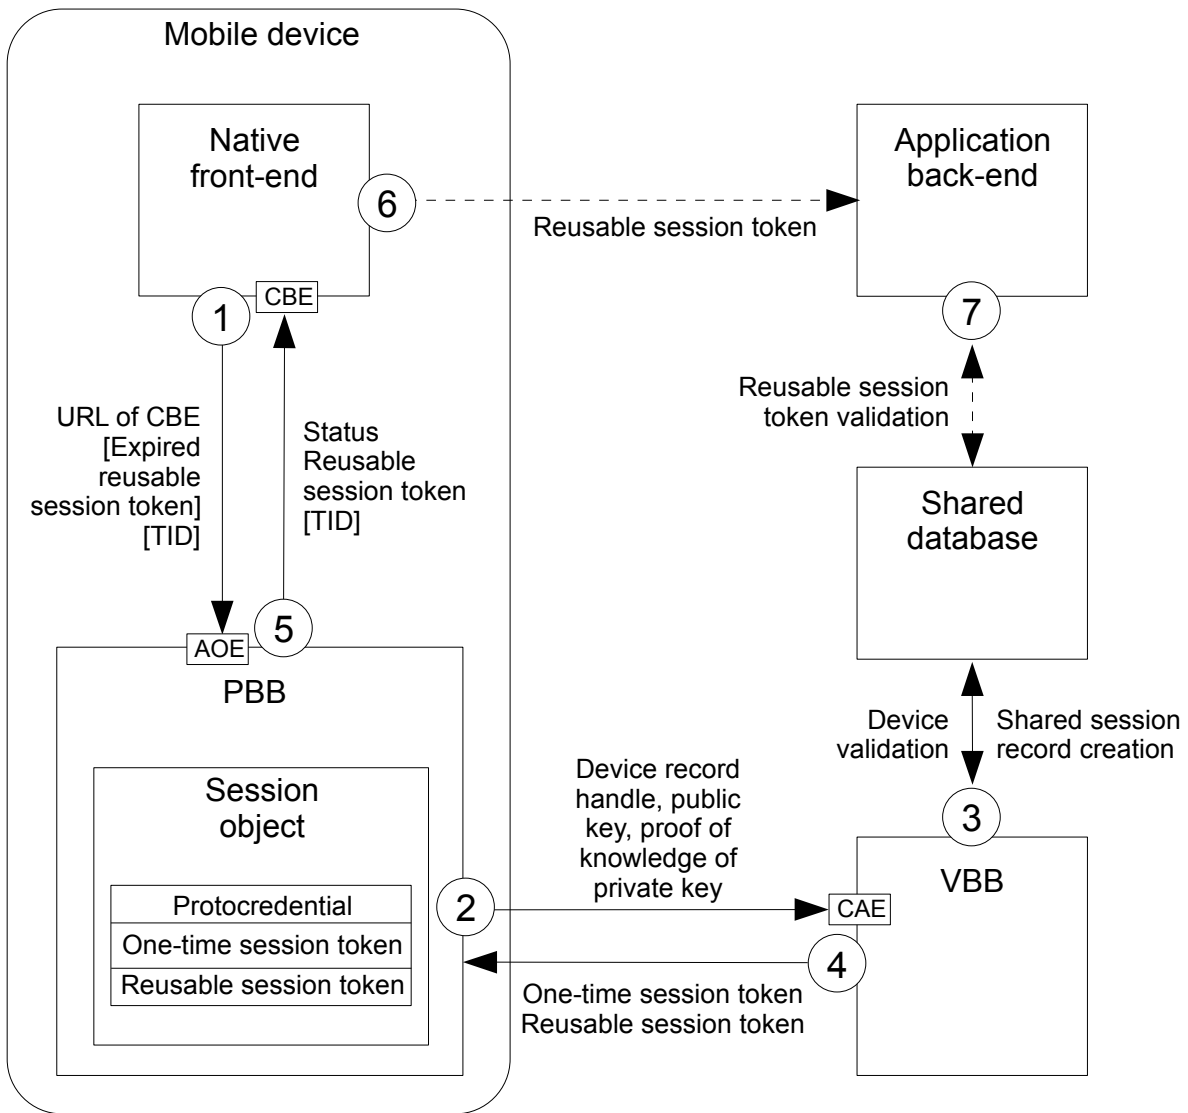 Mobile device
Native
front-end
Application
back-end
6
Reusable session token
1
CBE
7
URL of CBE
[Expired
reusable
session token]
[TID]
Status
Reusable
session token
[TID]
Reusable session
token validation
Shared
database
5
AOE
PBB
Device
validation
Shared session
record creation
Session
object
Device record
handle, public
key, proof of
knowledge of
private key
3
VBB
Protocredential
One-time session token
Reusable session token
2
CAE
4
One-time session token
Reusable session token